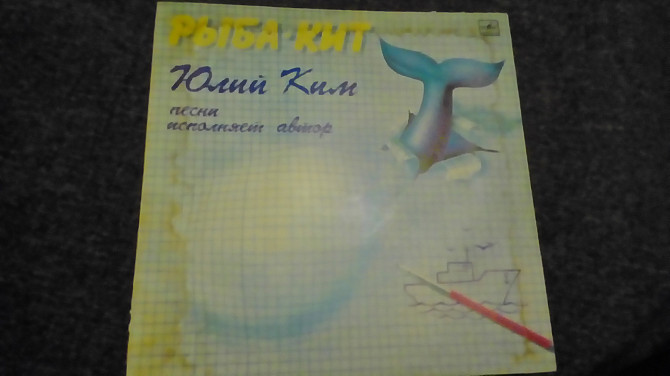 РЫБА-КИТ
Юлий Ким
песни
исполняет автор